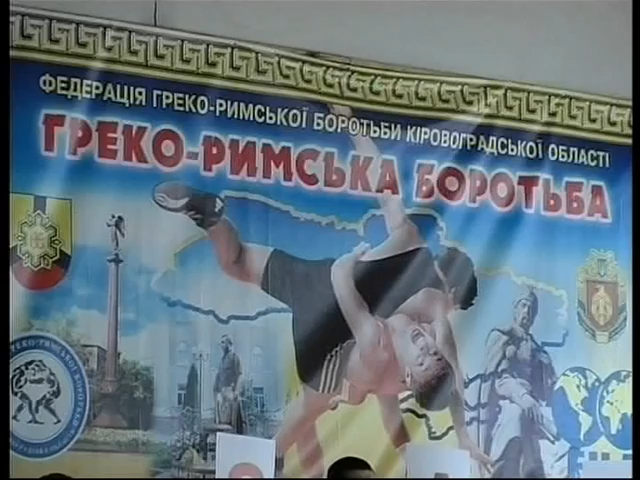 ФЕДЕРАЦІЯ ГРЕКО-РИМСЬКОЇ БОРОТЬБИ КІРОВОГРАДСЬКОЇ ОБЛАСТІ
ГРЕКО-РИМСЬКА БОРОТЬБА